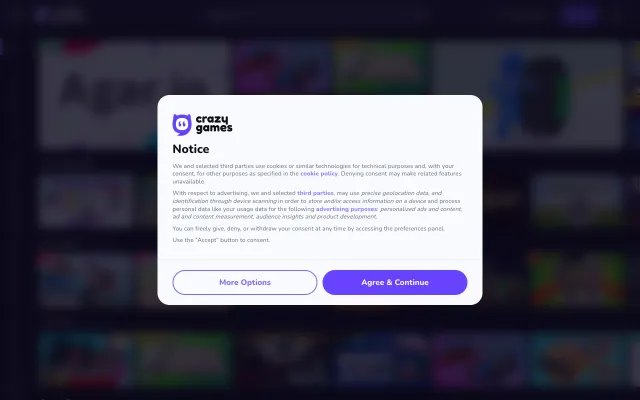 crazy
games
Notice
We and selected third parties use cookies or similar technologies for technical purposes and, with your
consent, for other purposes as specified in the cookie policy. Denying consent may make related features
unavailable.
With respect to advertising, we and selected third parties, may use precise geolocation data, and
identification through device scanning in order to store and/or access information on a device and process
personal data like your usage data for the following advertising purposes: personalized ads and content,
ad and content measurement, audience insights and product development.
You can freely give, deny, or withdraw your consent at any time by accessing the preferences panel.
Use the "Accept" button to consent.
More Options
Agree & Continue